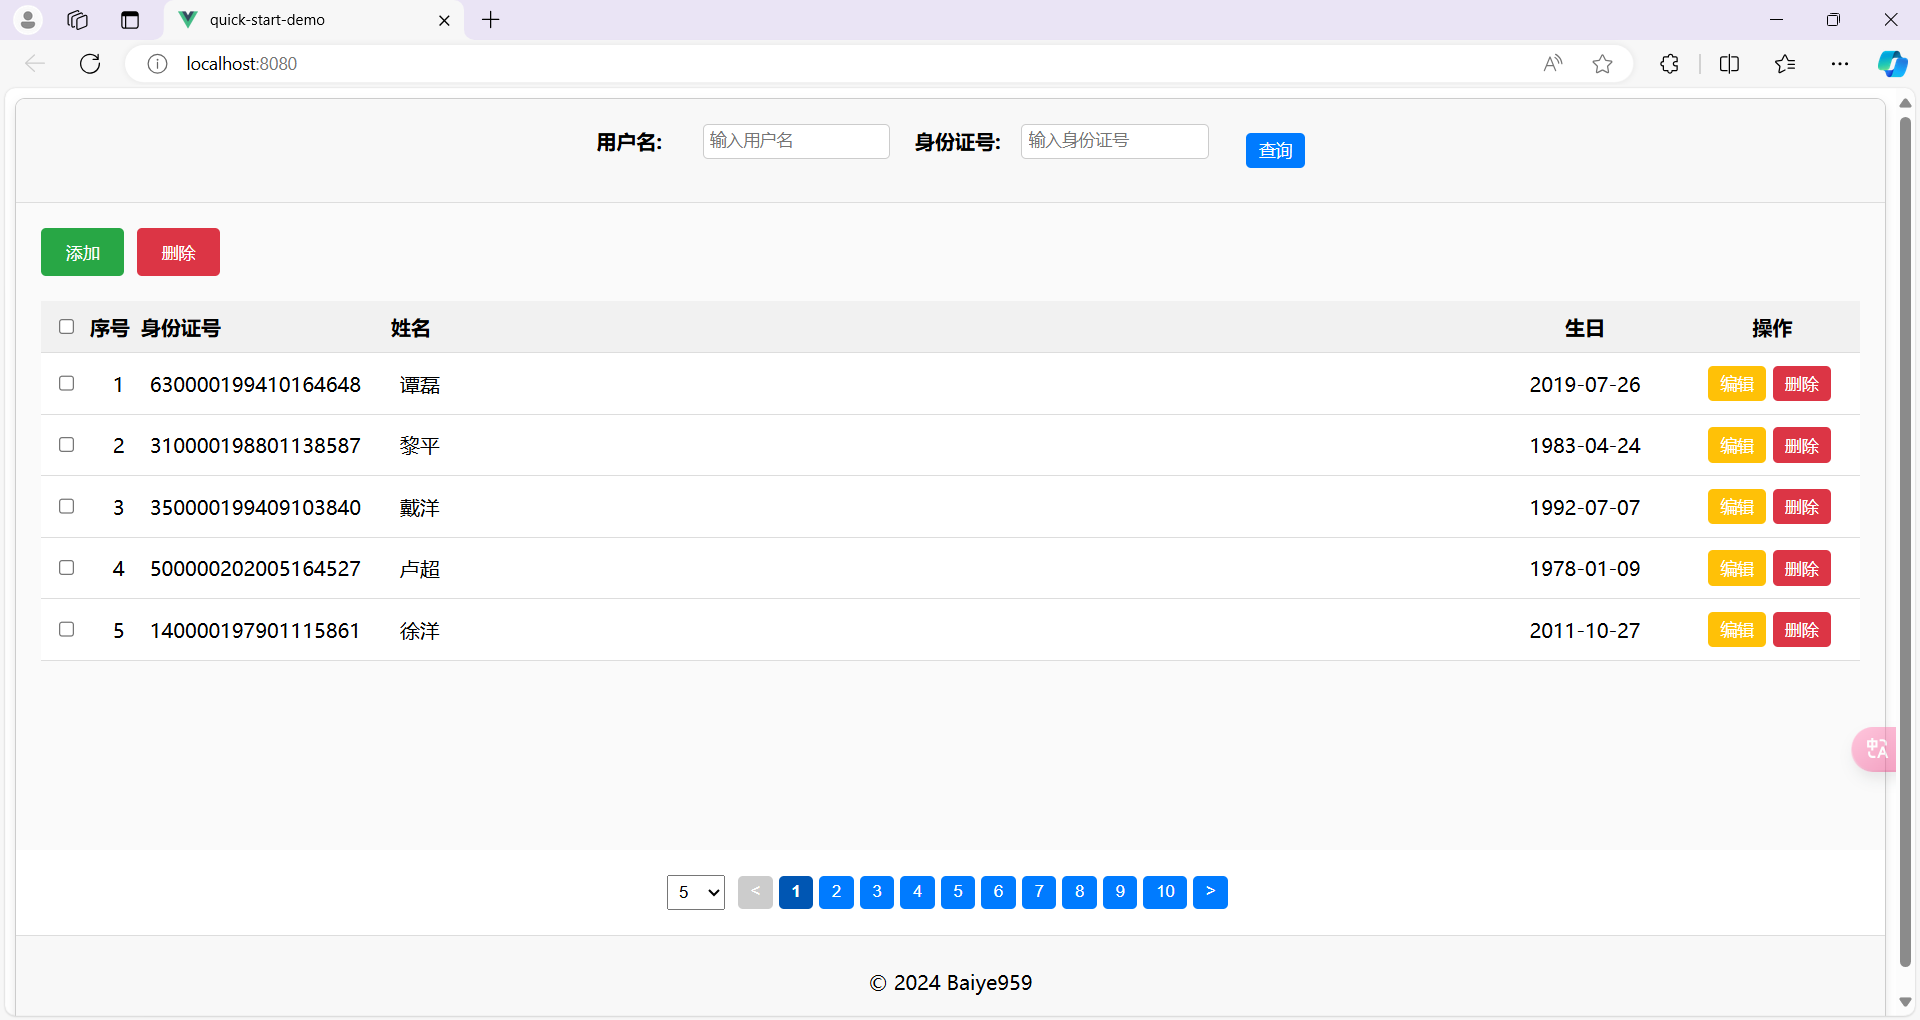 quick-start-demo
localhost:8080
用户名: 输入用户名 身份证号: 输入身份证号 查询
添加 删除
序号 身份证号 姓名 生日 操作
1 630000199410164648 谭磊 2019-07-26 编辑 删除
2 310000198801138587 黎平 1983-04-24 编辑 删除
3 350000199409103840 戴洋 1992-07-07 编辑 删除
4 500000202005164527 卢超 1978-01-09 编辑 删除
5 140000197901115861 徐洋 2011-10-27 编辑 删除
5 < 1 2 3 4 5 6 7 8 9 10 >
© 2024 Baiye959